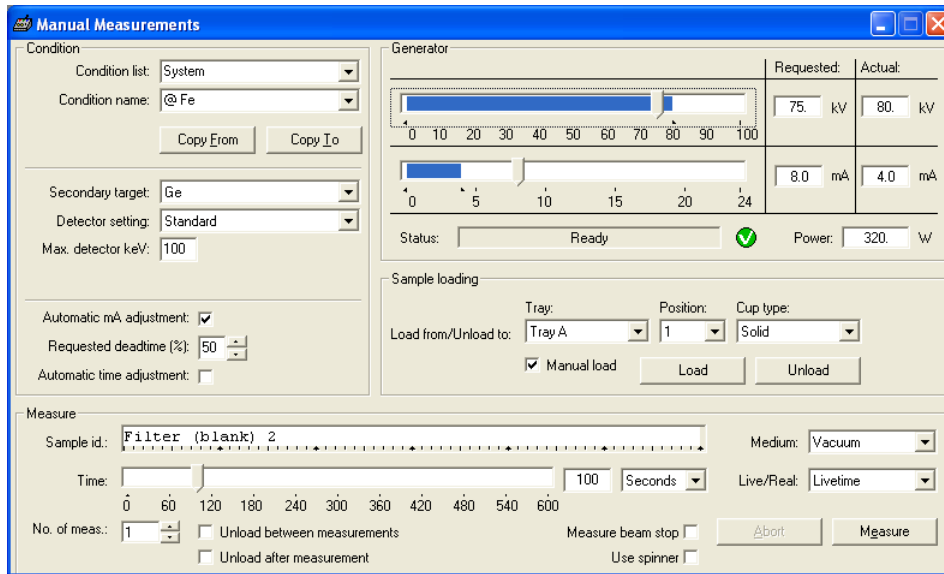 Manual Measurements
Condition
Condition list: System
Condition name: @ Fe
Copy From Copy To
Secondary target: Ge
Detector setting: Standard
Max. detector keV: 100
Automatic mA adjustment:
Requested deadtime (%): 50
Automatic time adjustment:
Generator
Requested: Actual:
75. kV 80. kV
0 10 20 30 40 50 60 70 80 90 100
8.0 mA 4.0 mA
0 5 10 15 20 24
Status: Ready Power: 320. W
Sample loading
Tray: Position: Cup type:
Load from/Unload to: Tray A 1 Solid
Manual load Load Unload
Measure
Sample id.: Filter (blank) 2 Medium: Vacuum
Time: 100 Seconds Live/Real: Livetime
0 60 120 180 240 300 360 420 480 540 600
No. of meas.: 1 Unload between measurements Measure beam stop Abort Measure
Unload after measurement Use spinner